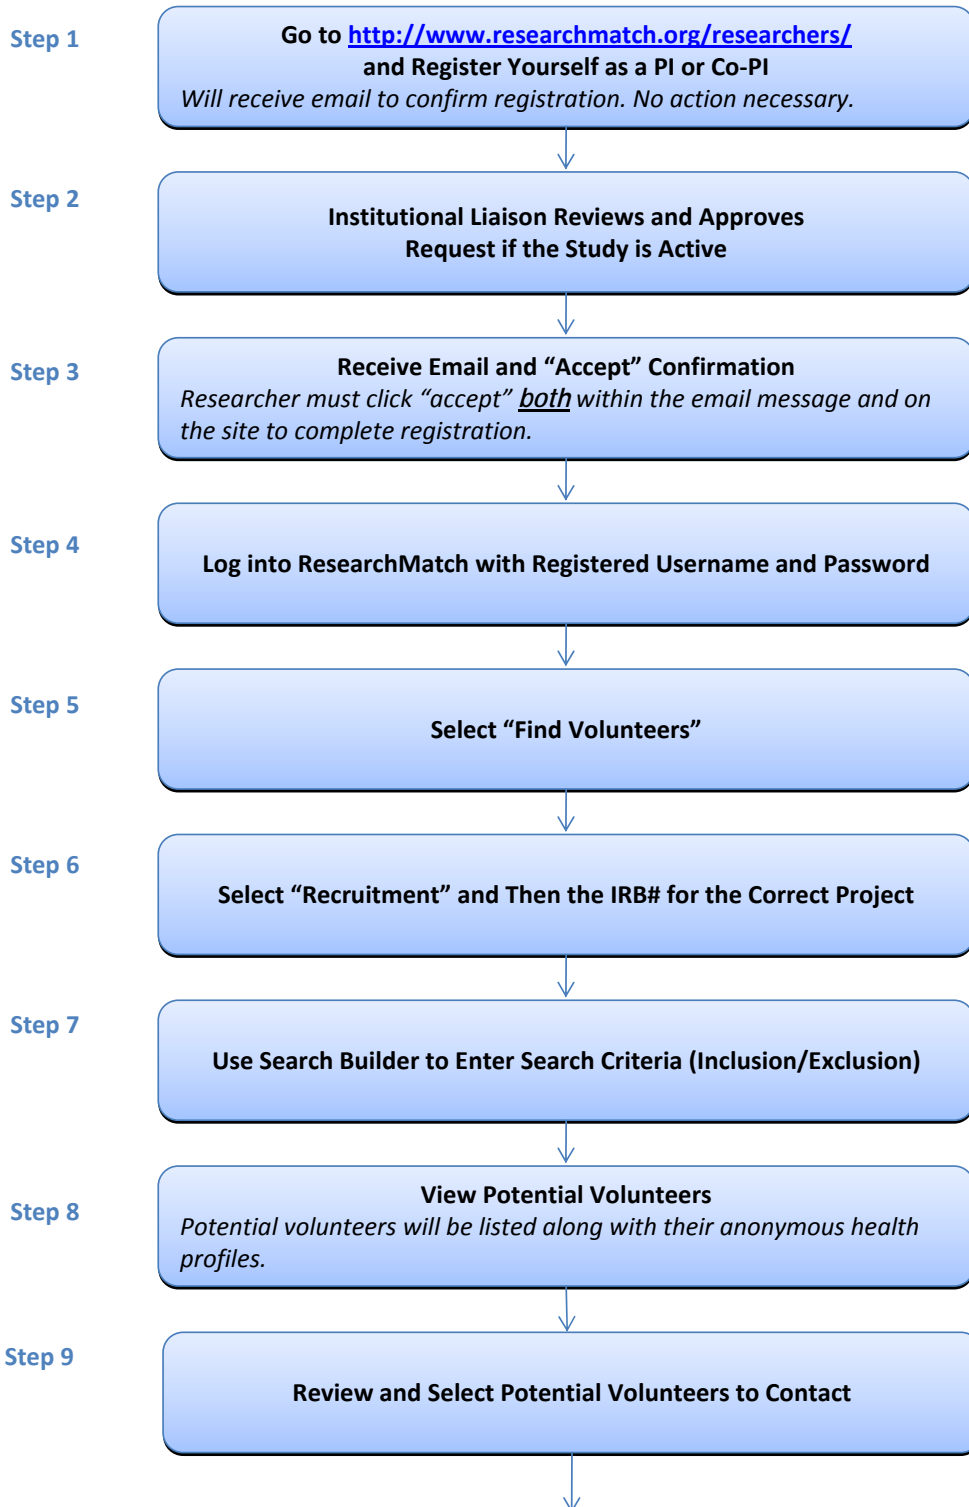 Step 1
Go to http://www.researchmatch.org/researchers/
and Register Yourself as a PI or Co-PI
Will receive email to confirm registration. No action necessary.
Step 2
Institutional Liaison Reviews and Approves
Request if the Study is Active
Step 3
Receive Email and “Accept” Confirmation
Researcher must click “accept” both within the email message and on
the site to complete registration.
Step 4
Log into ResearchMatch with Registered Username and Password
Step 5
Select “Find Volunteers”
Step 6
Select “Recruitment” and Then the IRB# for the Correct Project
Step 7
Use Search Builder to Enter Search Criteria (Inclusion/Exclusion)
Step 8
View Potential Volunteers
Potential volunteers will be listed along with their anonymous health
profiles.
Step 9
Review and Select Potential Volunteers to Contact